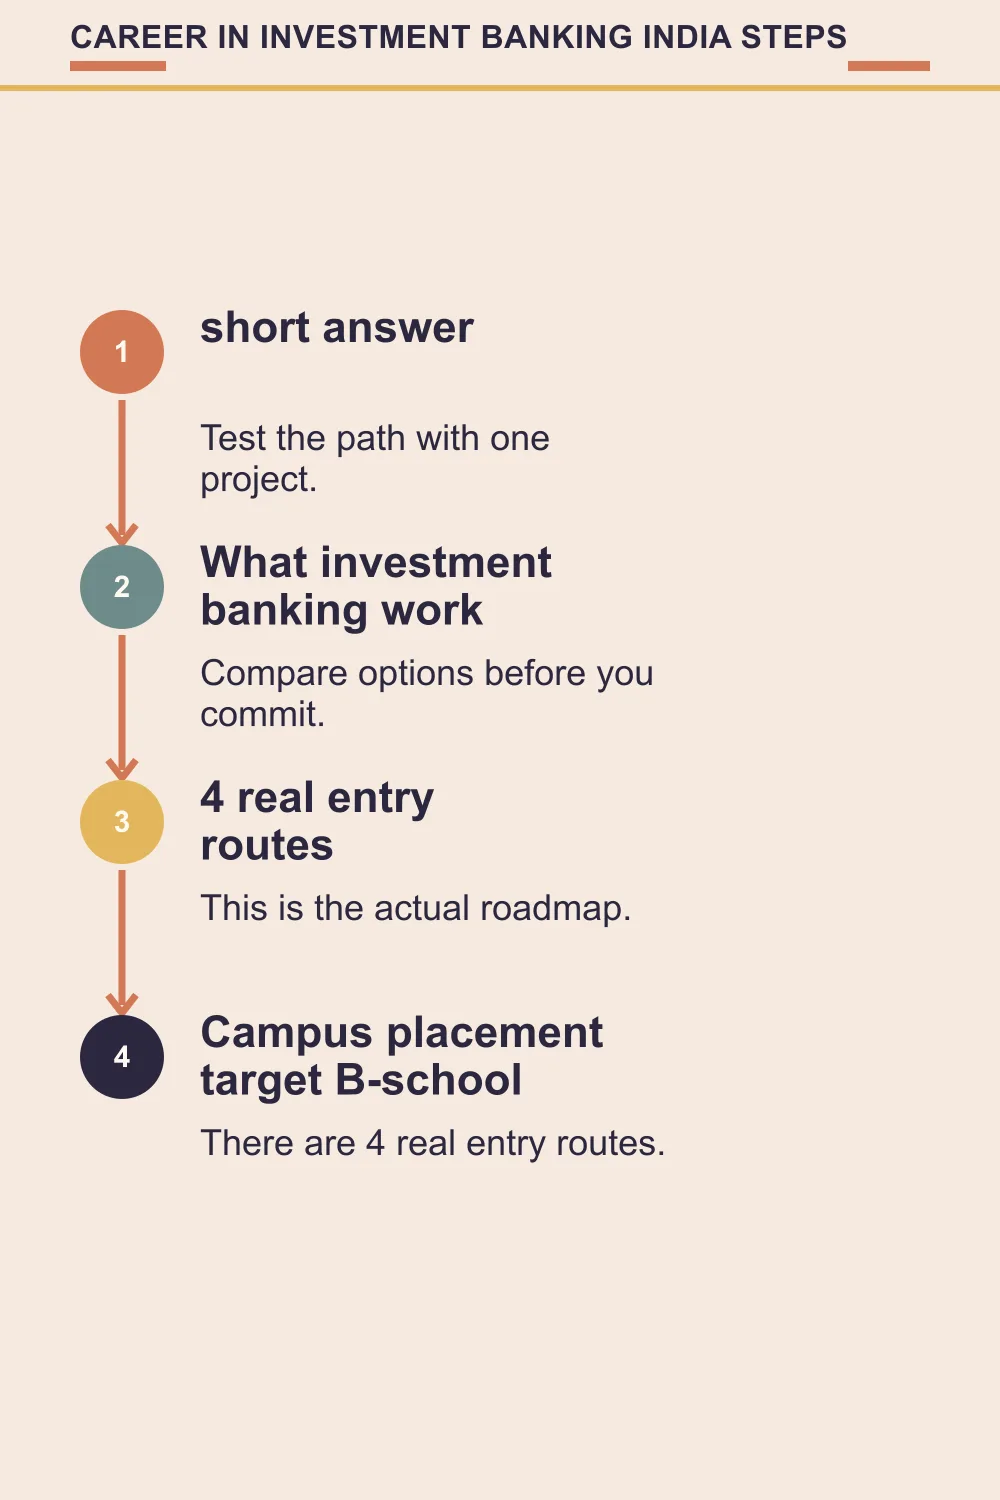 CAREER IN INVESTMENT BANKING INDIA STEPS
1
short answer
Test the path with one
project.
2
What investment
banking work
Compare options before you
commit.
3
4 real entry
routes
This is the actual roadmap.
4
Campus placement
target B-school
There are 4 real entry routes.